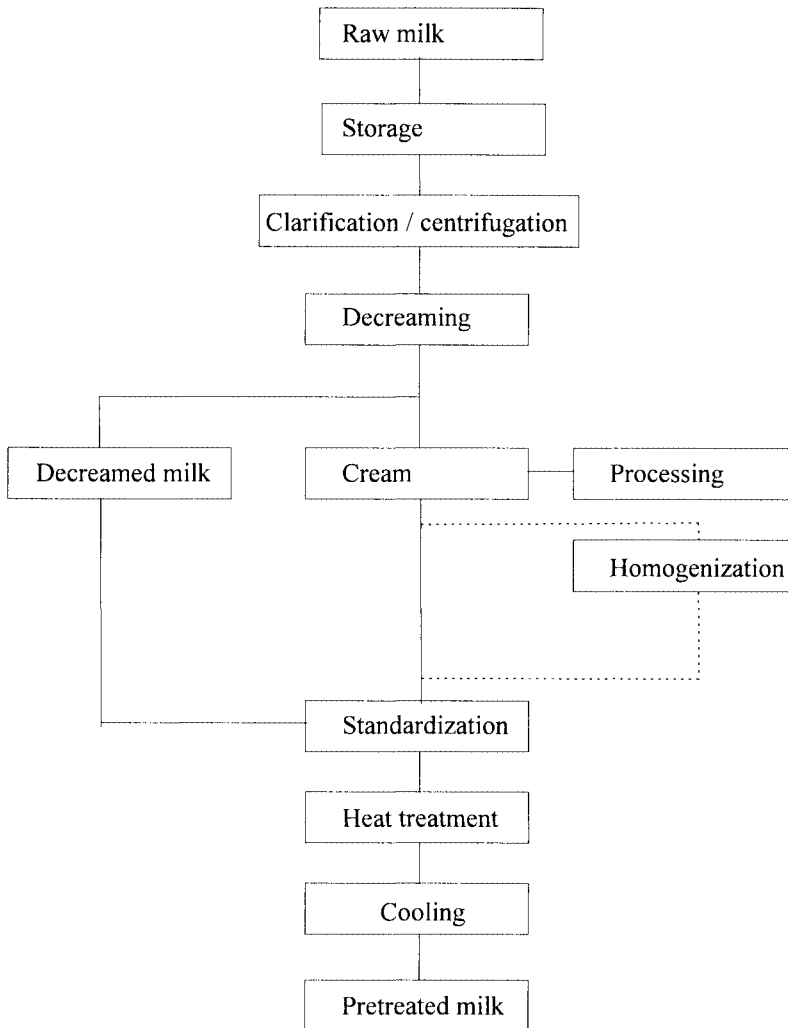 Raw milk
Storage
Clarification / centrifugation
Decreaming
Decreamed milk
Cream
Processing
Homogenization
Standardization
Heat treatment
Cooling
Pretreated milk